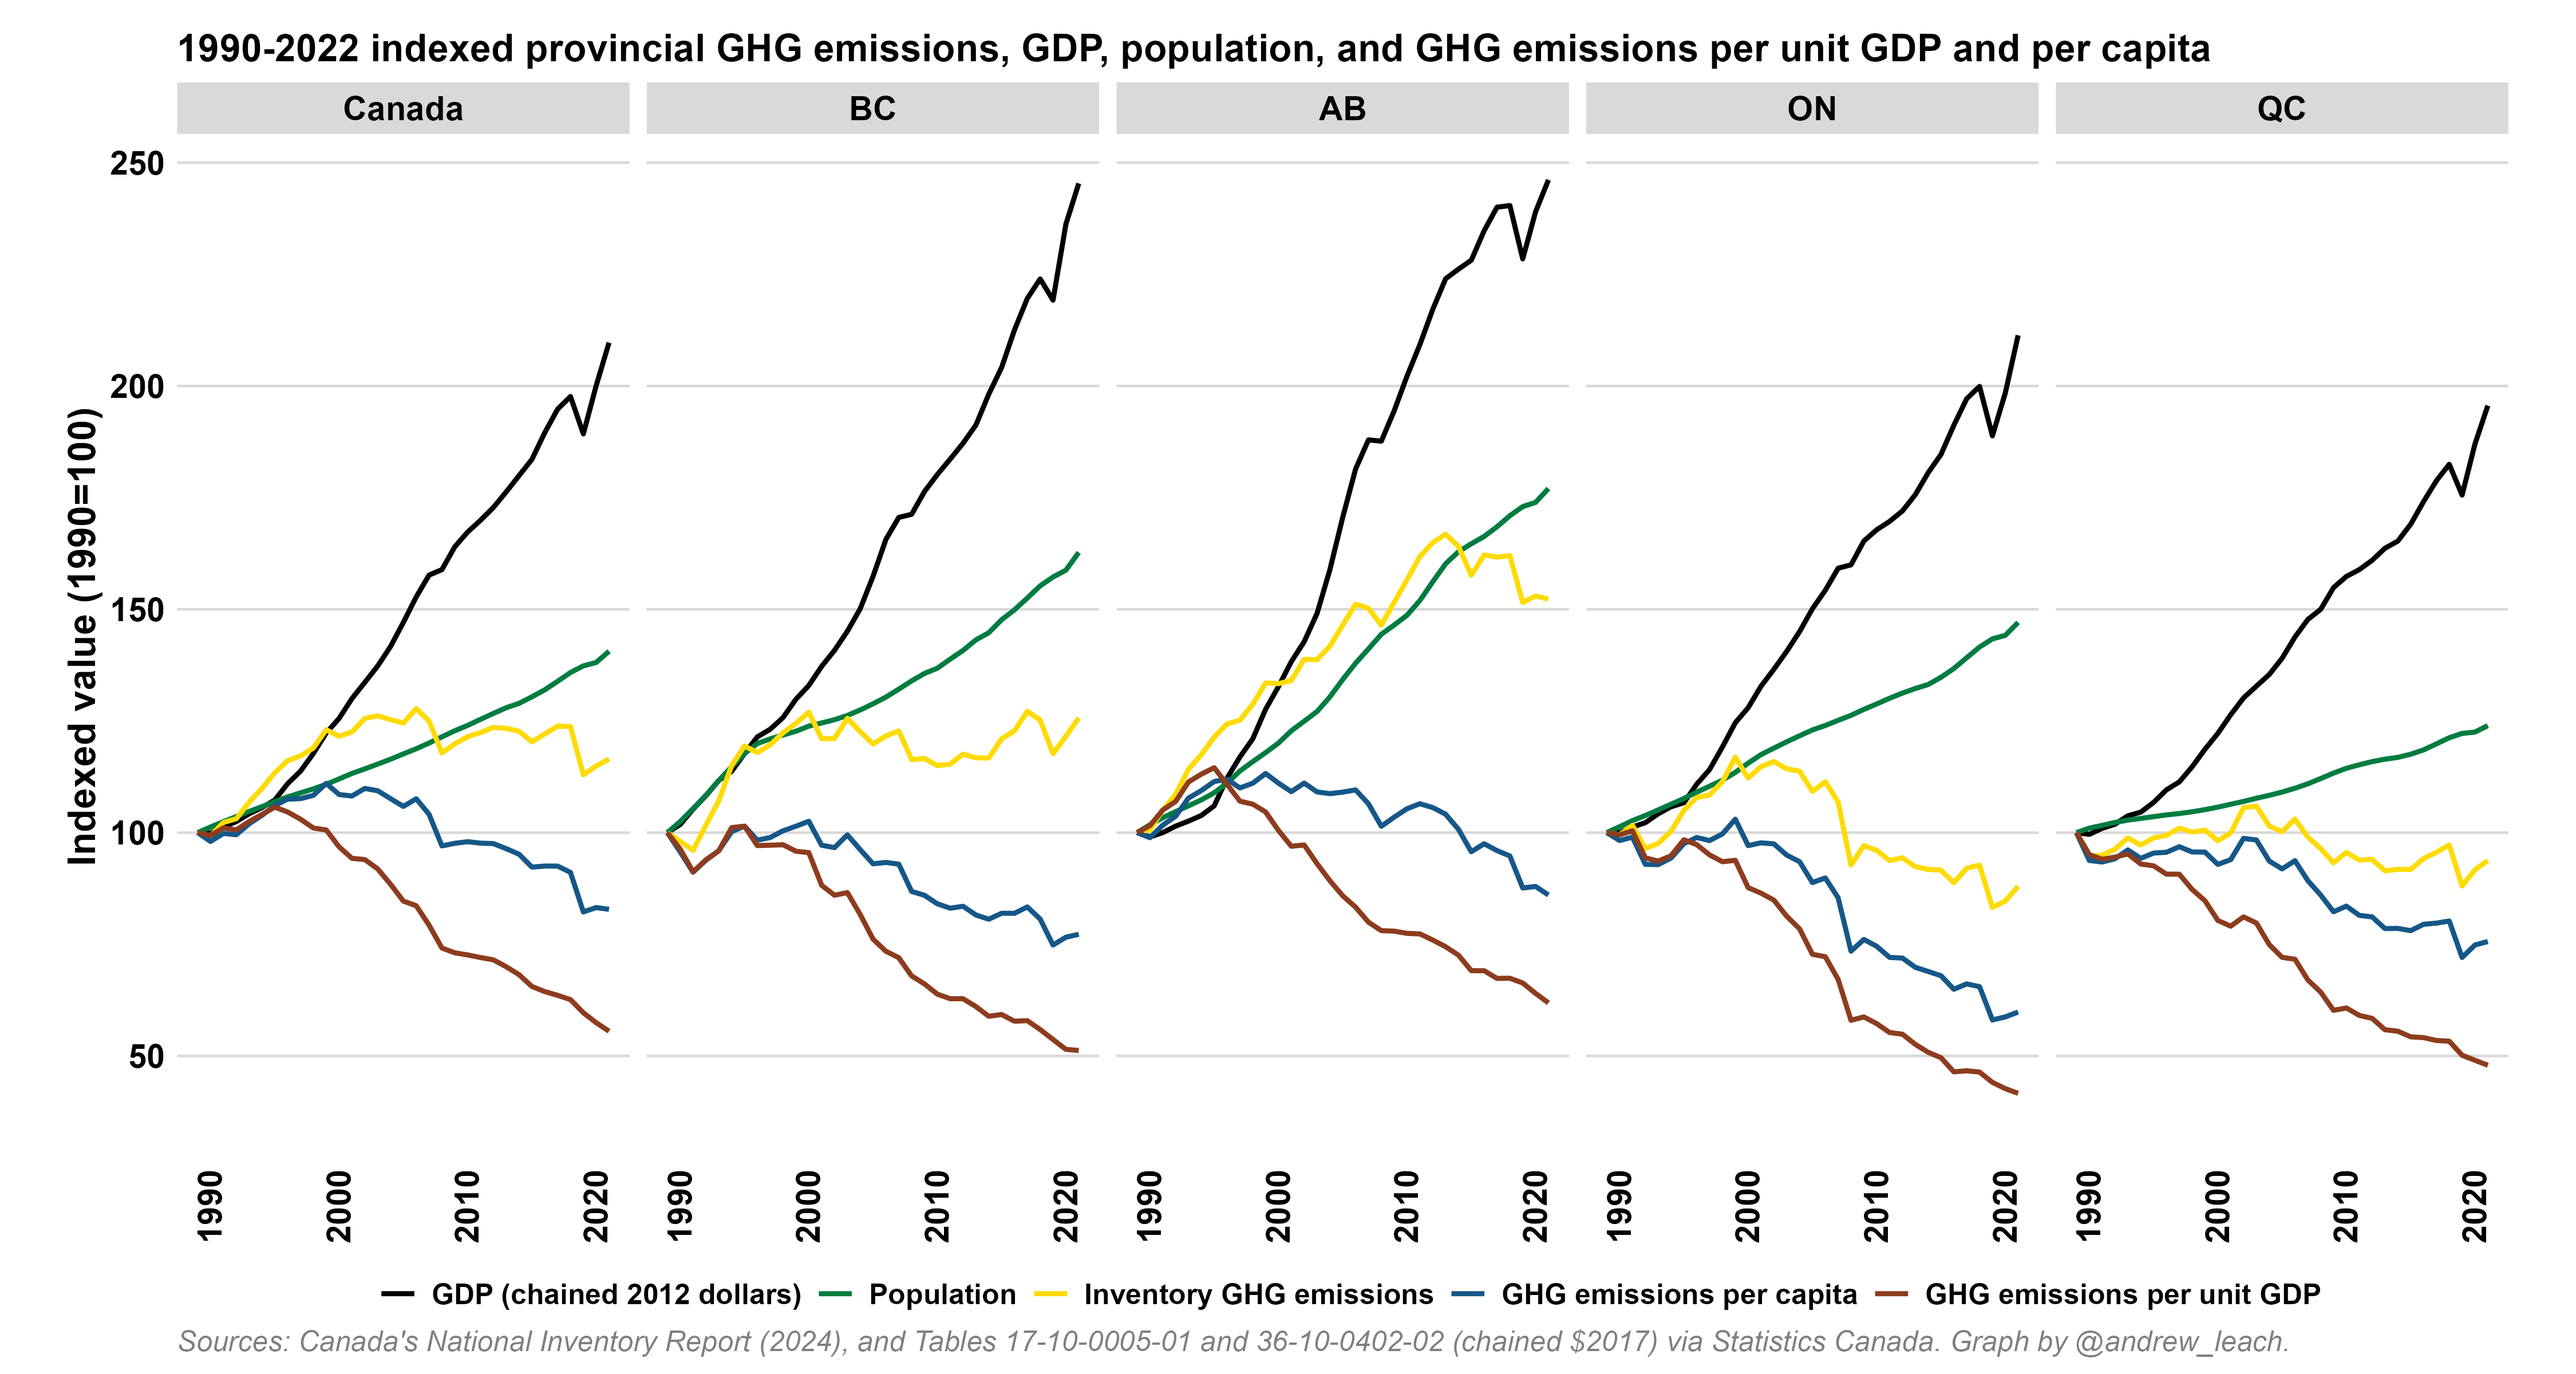 1990-2022 indexed provincial GHG emissions, GDP, population, and GHG emissions per unit GDP and per capita
Canada BC AB ON QC
250
200
150
100
50
Indexed value (1990=100)
1990 2000 2010 2020 1990 2000 2010 2020 1990 2000 2010 2020 1990 2000 2010 2020 1990 2000 2010 2020
GDP (chained 2012 dollars) Population Inventory GHG emissions GHG emissions per capita GHG emissions per unit GDP
Sources: Canada's National Inventory Report (2024), and Tables 17-10-0005-01 and 36-10-0402-02 (chained $2017) via Statistics Canada. Graph by @andrew_leach.